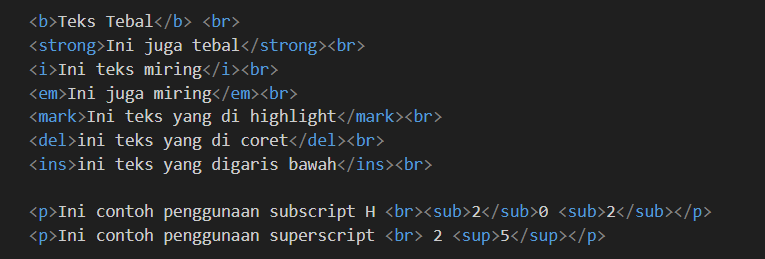 <b>Teks Tebal</b> <br>
<strong>Ini juga tebal</strong><br>
<i>Ini teks miring</i><br>
<em>Ini juga miring</em><br>
<mark>Ini teks yang di highlight</mark><br>
<del>ini teks yang di coret</del><br>
<ins>ini teks yang digaris bawah</ins><br>
<p>Ini contoh penggunaan subscript H <br><sub>2</sub>0 <sub>2</sub></p>
<p>Ini contoh penggunaan superscript <br> 2 <sup>5</sup></p>